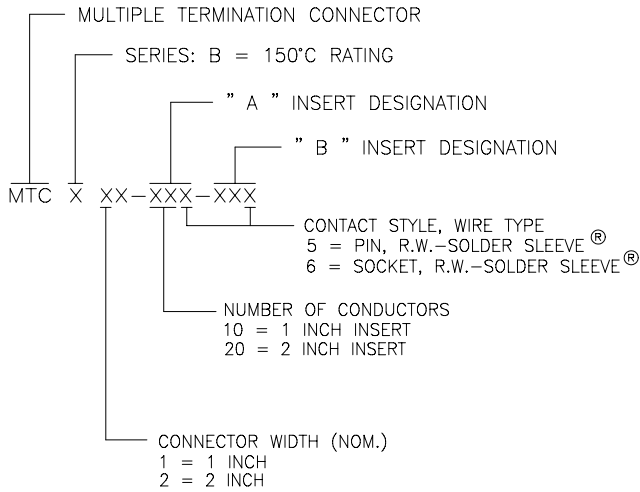 MULTIPLE TERMINATION CONNECTOR
SERIES: B = 150°C RATING
" A " INSERT DESIGNATION
" B " INSERT DESIGNATION
MTC X XX-XXX-XXX
CONTACT STYLE, WIRE TYPE
5 = PIN, R.W.-SOLDER SLEEVE®
6 = SOCKET, R.W.-SOLDER SLEEVE®
NUMBER OF CONDUCTORS
10 = 1 INCH INSERT
20 = 2 INCH INSERT
CONNECTOR WIDTH (NOM.)
1 = 1 INCH
2 = 2 INCH